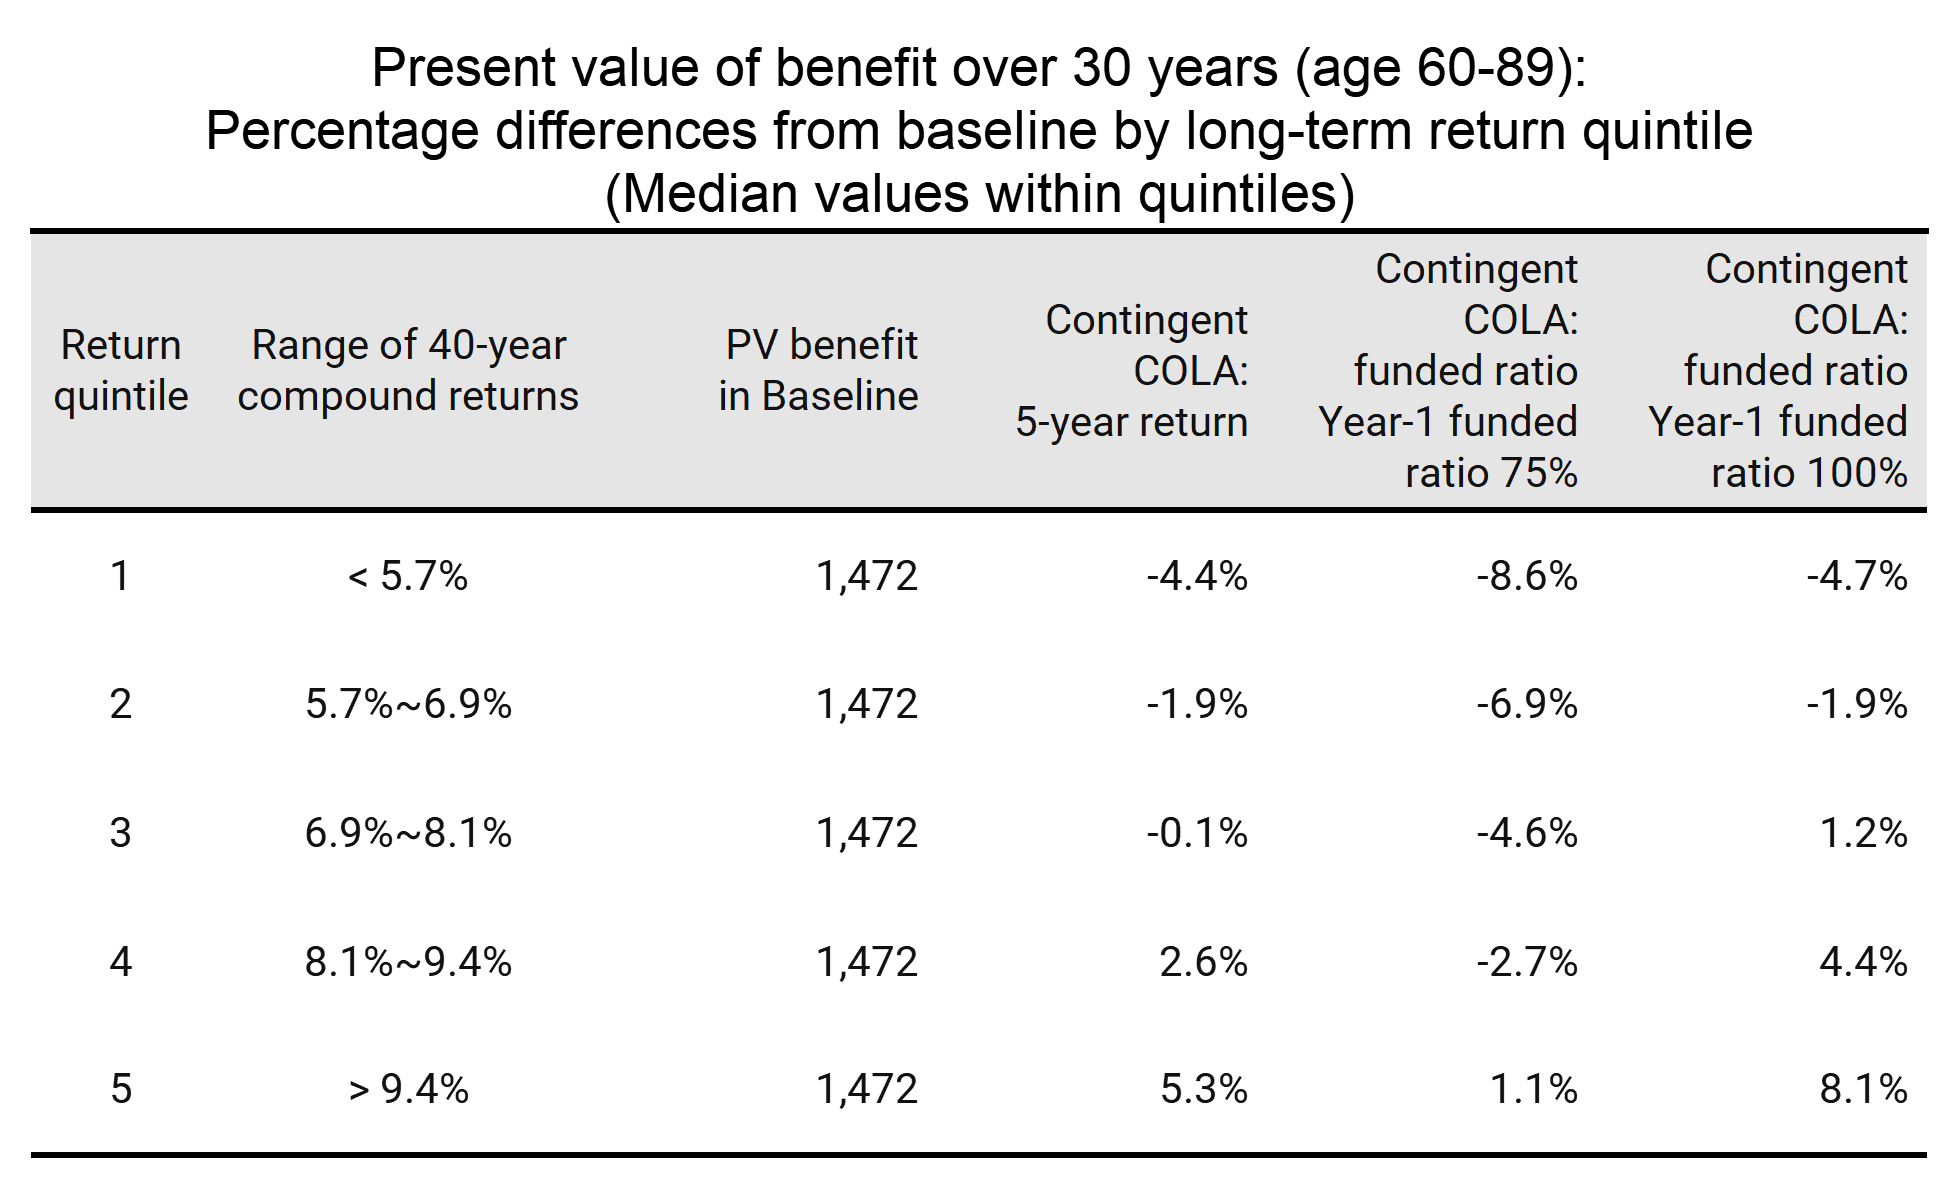 Present value of benefit over 30 years (age 60-89):
Percentage differences from baseline by long-term return quintile
(Median values within quintiles)
Return quintile
Range of 40-year compound returns
PV benefit in Baseline
Contingent COLA: 5-year return
Contingent COLA: funded ratio Year-1 funded ratio 75%
Contingent COLA: funded ratio Year-1 funded ratio 100%
1 < 5.7% 1,472 -4.4% -8.6% -4.7%
2 5.7%~6.9% 1,472 -1.9% -6.9% -1.9%
3 6.9%~8.1% 1,472 -0.1% -4.6% 1.2%
4 8.1%~9.4% 1,472 2.6% -2.7% 4.4%
5 > 9.4% 1,472 5.3% 1.1% 8.1%